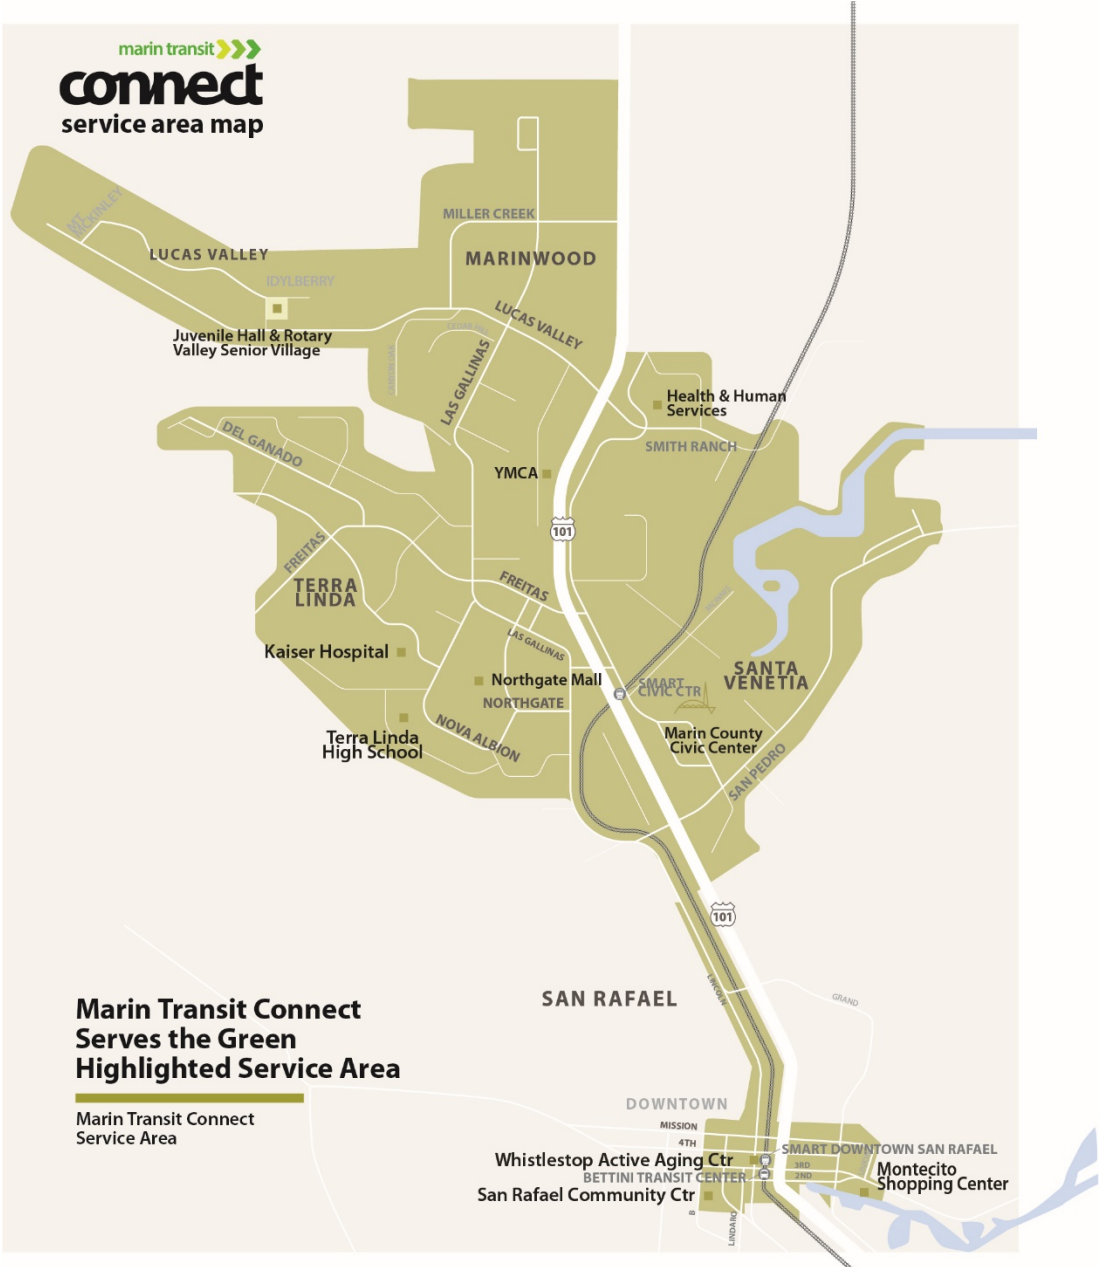 marin transit
connect
service area map
MT.
MCKINLEY
MILLER CREEK
LUCAS VALLEY
MARINWOOD
IDYLBERRY
LUCAS VALLEY
Juvenile Hall & Rotary
Valley Senior Village
LAS GALLINAS
Health & Human
Services
DEL GANADO
SMITH RANCH
YMCA
101
FREITAS
FREITAS
TERRA
LINDA
LAS GALLINAS
Kaiser Hospital
SANTA
VENETIA
Northgate Mall
SMART
CIVIC CTR
NORTHGATE
Terra Linda
High School
NOVA ALBION
Marin County
Civic Center
SAN PEDRO
101
LINCOLN
SAN RAFAEL
GRAND
Marin Transit Connect
Serves the Green
Highlighted Service Area
Marin Transit Connect
Service Area
DOWNTOWN
MISSION
4TH
SMART DOWNTOWN SAN RAFAEL
Whistlestop Active Aging Ctr
3RD
BETTINI TRANSIT CENTER
2ND
Montecito
Shopping Center
San Rafael Community Ctr
B
LINDARO